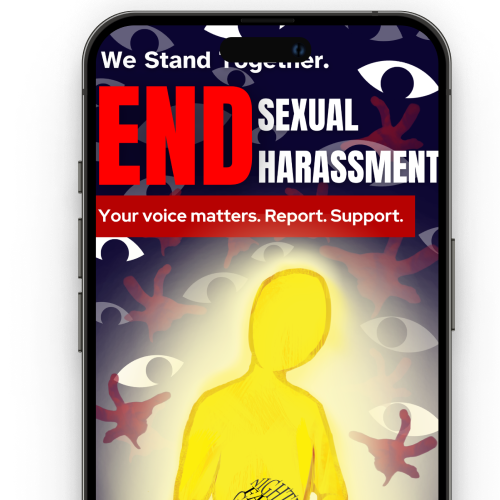 We Stand Together.
END SEXUAL
HARASSMENT
Your voice matters. Report. Support.